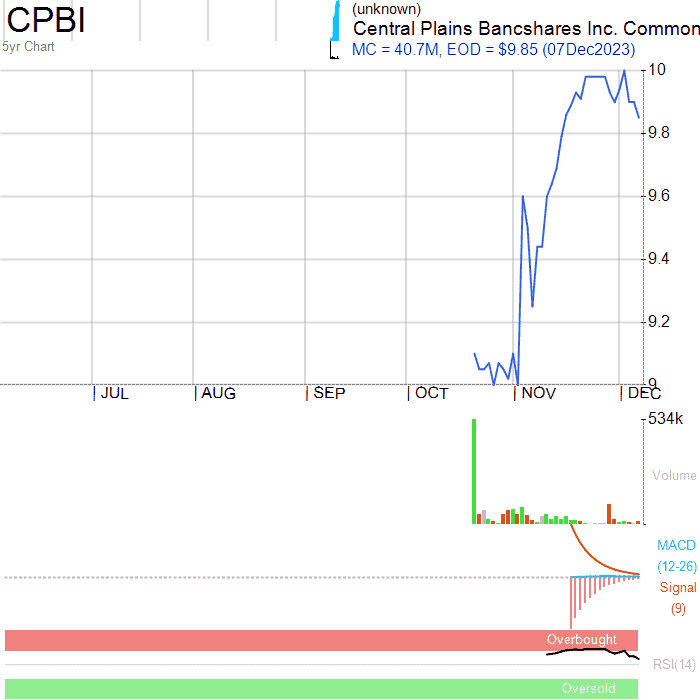 CPBI
(unknown)
Central Plains Bancshares Inc. Common
5yr Chart
MC = 40.7M, EOD = $9.85 (07Dec2023)
10
9.8
9.6
9.4
9.2
9
JUL AUG SEP OCT NOV DEC
534k
Volume
MACD
(12-26)
Signal
(9)
Overbought
RSI(14)
Oversold